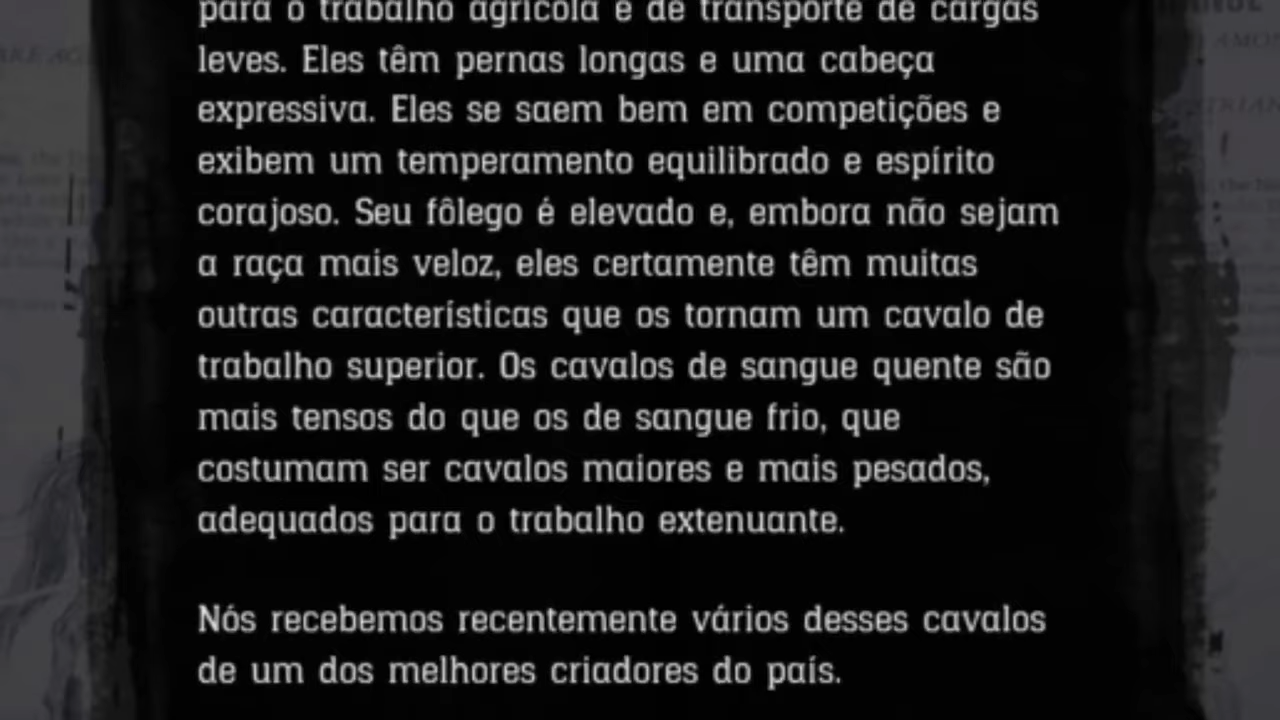 para o trabalho agrícola e de transporte de cargas
leves. Eles têm pernas longas e uma cabeça
expressiva. Eles se saem bem em competições e
exibem um temperamento equilibrado e espírito
corajoso. Seu fôlego é elevado e, embora não sejam
a raça mais veloz, eles certamente têm muitas
outras características que os tornam um cavalo de
trabalho superior. Os cavalos de sangue quente são
mais tensos do que os de sangue frio, que
costumam ser cavalos maiores e mais pesados,
adequados para o trabalho extenuante.
Nós recebemos recentemente vários desses cavalos
de um dos melhores criadores do país.